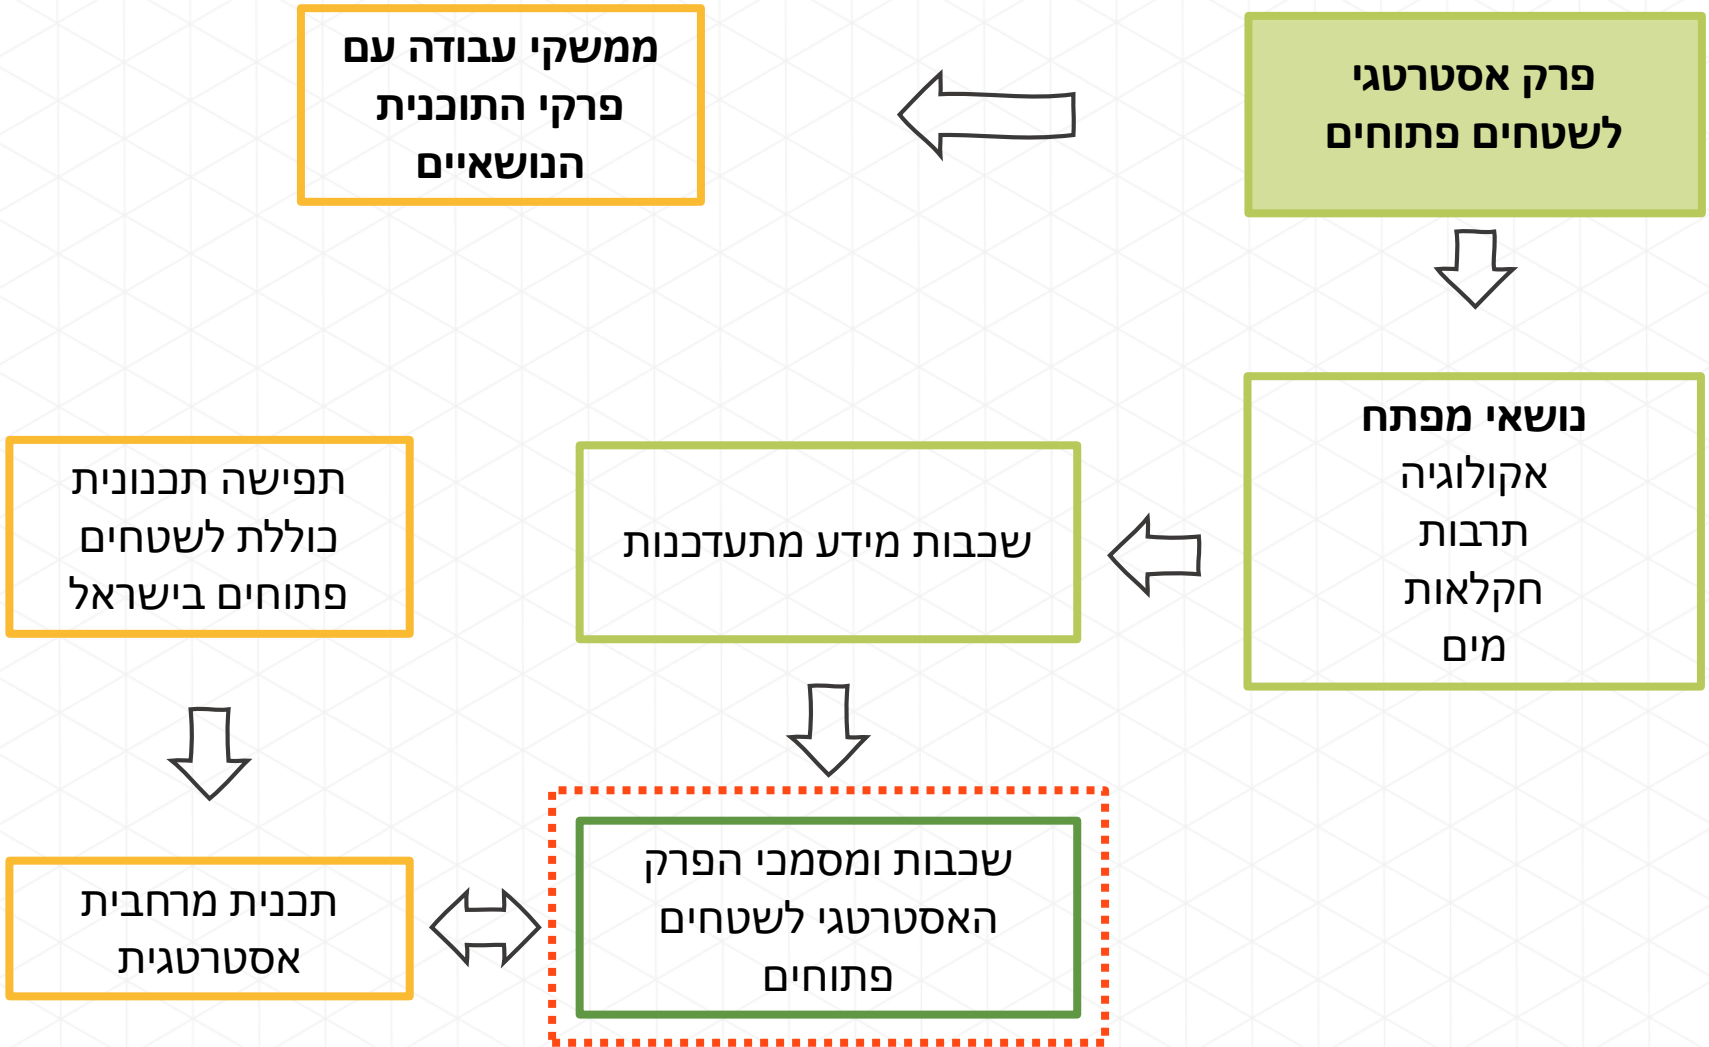 פרק אסטרטגי
לשטחים פתוחים
ממשקי עבודה עם
פרקי התוכנית
הנושאיים
נושאי מפתח
אקולוגיה
תרבות
חקלאות
מים
שכבות מידע מתעדכנות
תפישה תכנונית
כוללת לשטחים
פתוחים בישראל
שכבות ומסמכי הפרק
האסטרטגי לשטחים
פתוחים
תכנית מרחבית
אסטרטגית